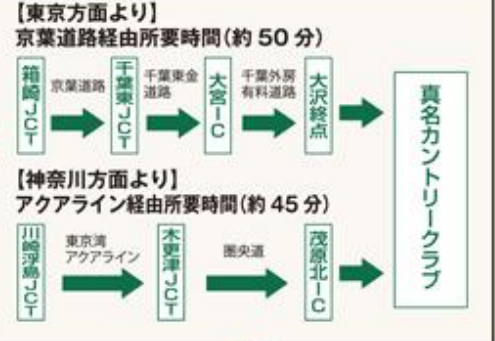 【東京方面より】
京葉道路経由所要時間(約50分)
箱崎JCT
京葉道路
千葉東JCT
千葉東金
道路
大宮IC
千葉外房
有料道路
大沢終点
真名カントリークラブ
【神奈川方面より】
アクアライン経由所要時間(約45分)
川崎浮島JCT
東京湾
アクアライン
木更津JCT
圏央道
茂原北IC